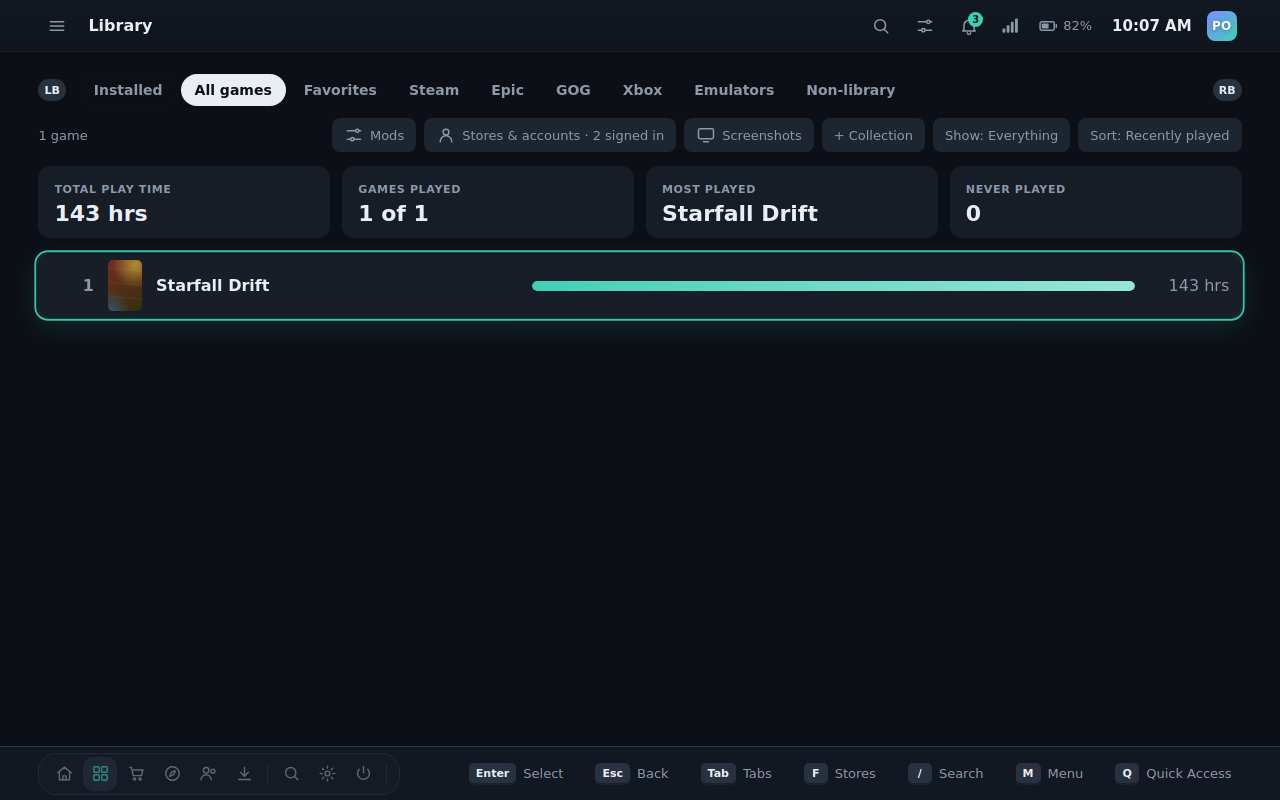 Library
3
82%
10:07 AM
PO
LB
Installed
All games
Favorites
Steam
Epic
GOG
Xbox
Emulators
Non-library
RB
1 game
Mods
Stores & accounts · 2 signed in
Screenshots
+ Collection
Show: Everything
Sort: Recently played
TOTAL PLAY TIME
143 hrs
GAMES PLAYED
1 of 1
MOST PLAYED
Starfall Drift
NEVER PLAYED
0
1
Starfall Drift
143 hrs
Enter Select
Esc Back
Tab Tabs
F Stores
/ Search
M Menu
Q Quick Access